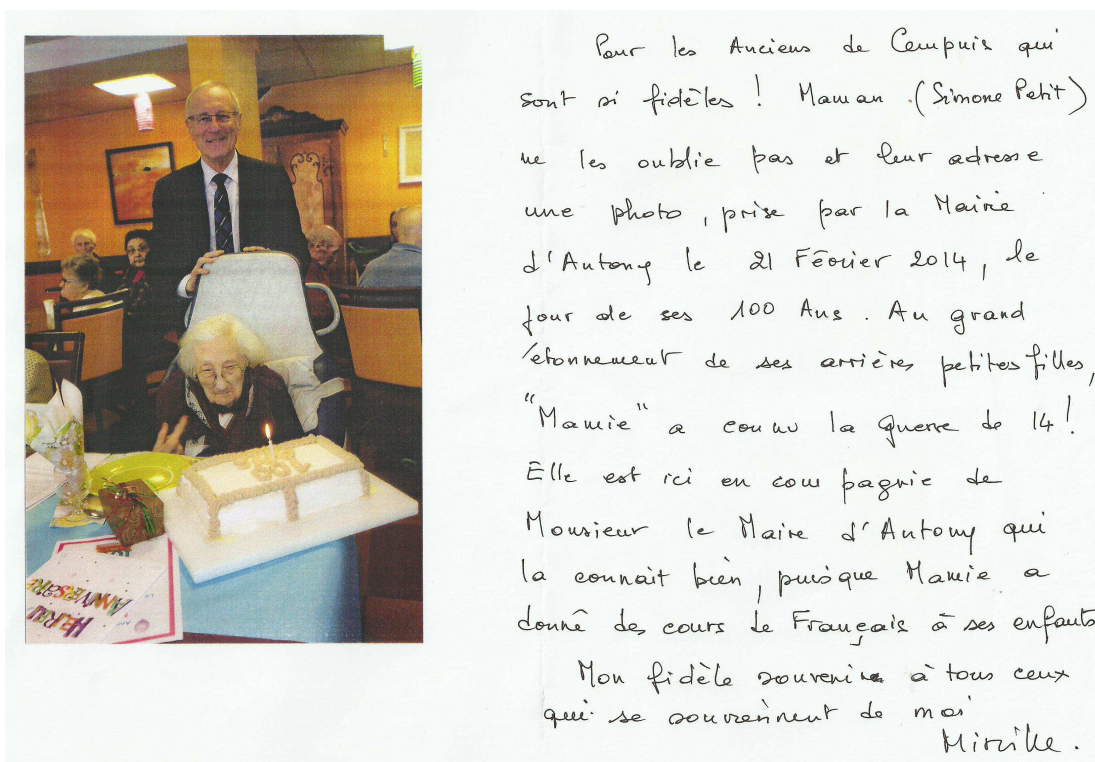 Pour les Anciens de Cempuis qui
sont si fidèles ! Maman (Simone Petit)
ne les oublie pas et leur adresse
une photo, prise par la Mairie
d'Antony le 21 Février 2014, le
jour de ses 100 Ans. Au grand
étonnement de ses arrières petites filles,
"Mamie" a connu la guerre de 14 !
Elle est ici en compagnie de
Monsieur le Maire d'Antony qui
la connait bien, puisque Mamie a
donné des cours de Français à ses enfants
Mon fidèle souvenir à tous ceux
qui se souviennent de moi
Mireille.
HEUREUX
ANNIVERSAIRE